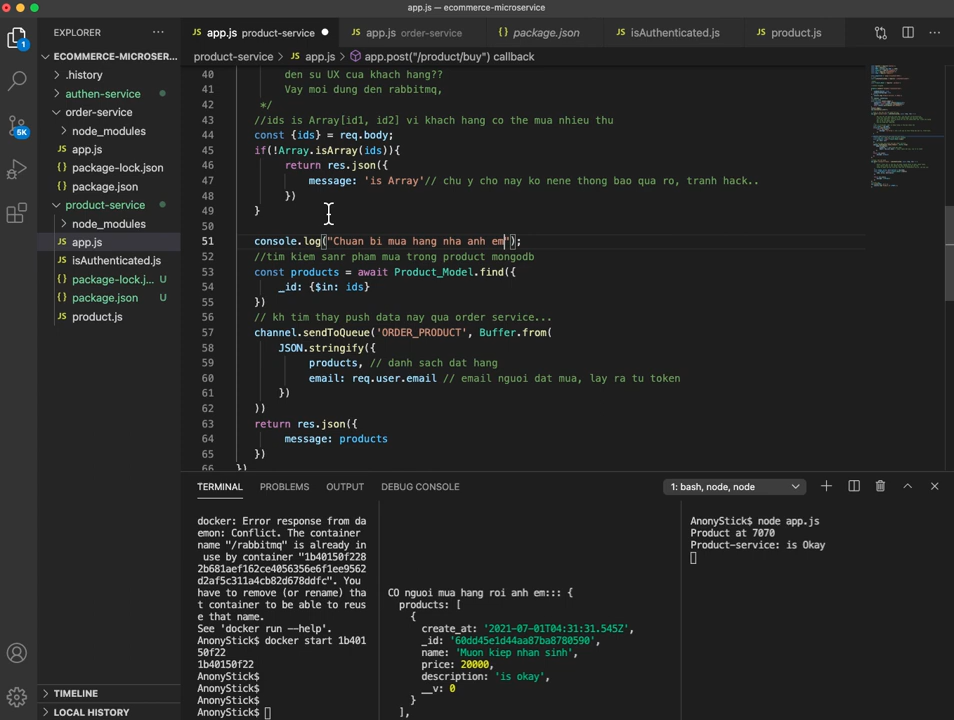 app.js — ecommerce-microservice
EXPLORER ···
app.js product-service
app.js order-service
package.json
isAuthenticated.js
product.js
ECOMMERCE-MICROSER...
.history
authen-service
order-service
node_modules
app.js
package-lock.json
package.json
product-service
node_modules
app.js
isAuthenticated.js
package-lock.j... U
package.json U
product.js
TIMELINE
LOCAL HISTORY
1
5K
product-service > app.js > app.post("/product/buy") callback
40 den su UX cua khach hang??
41 Vay moi dung den rabbitmq,
42 */
43 //ids is Array[id1, id2] vi khach hang co the mua nhieu thu
44 const {ids} = req.body;
45 if(!Array.isArray(ids)){
46 return res.json({
47 message: 'is Array'// chu y cho nay ko nene thong bao qua ro, tranh hack..
48 })
49 }
50
51 console.log("Chuan bi mua hang nha anh em");
52 //tim kiem sanr pham mua trong product mongodb
53 const products = await Product_Model.find({
54 _id: {$in: ids}
55 })
56 // kh tim thay push data nay qua order service...
57 channel.sendToQueue('ORDER_PRODUCT', Buffer.from(
58 JSON.stringify({
59 products, // danh sach dat hang
60 email: req.user.email // email nguoi dat mua, lay ra tu token
61 })
62 ))
63 return res.json({
64 message: products
65 })
66 })
TERMINAL PROBLEMS OUTPUT DEBUG CONSOLE
1: bash, node, node
docker: Error response from da
emon: Conflict. The container
name "/rabbitmq" is already in
use by container "1b40150f228
2b681aef162ce4056356e6f1ee9562
d2af5c311a4cb82d678ddfc". You
have to remove (or rename) tha
t container to be able to reus
e that name.
See 'docker run --help'.
AnonyStick$ docker start 1b401
50f22
1b40150f22
AnonyStick$
AnonyStick$
AnonyStick$
AnonyStick$
CO nguoi mua hang roi anh em::: {
products: [
{
create_at: '2021-07-01T04:31:31.545Z',
_id: '60dd45e1d44aa87ba8780590',
name: 'Muon kiep nhan sinh',
price: 20000,
description: 'is okay',
__v: 0
}
],
AnonyStick$ node app.js
Product at 7070
Product-service: is Okay